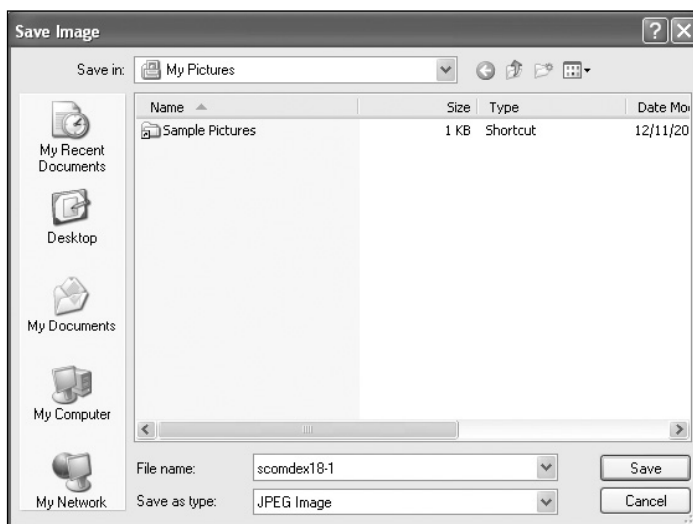 Save Image
Save in: My Pictures
Name Size Type Date Mo
Sample Pictures 1 KB Shortcut 12/11/20
My Recent
Documents
Desktop
My Documents
My Computer
My Network
File name: scomdex18-1 Save
Save as type: JPEG Image Cancel